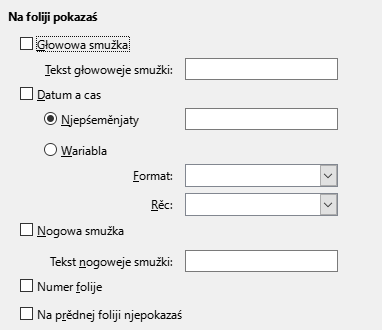 Na foliji pokazaś
Głowowa smužka
Tekst głowoweje smužki:
Datum a cas
Njepśeměnjaty
Wariabla
Format:
Rěc:
Nogowa smužka
Tekst nogoweje smužki:
Numer folije
Na prědnej foliji njepokazaś